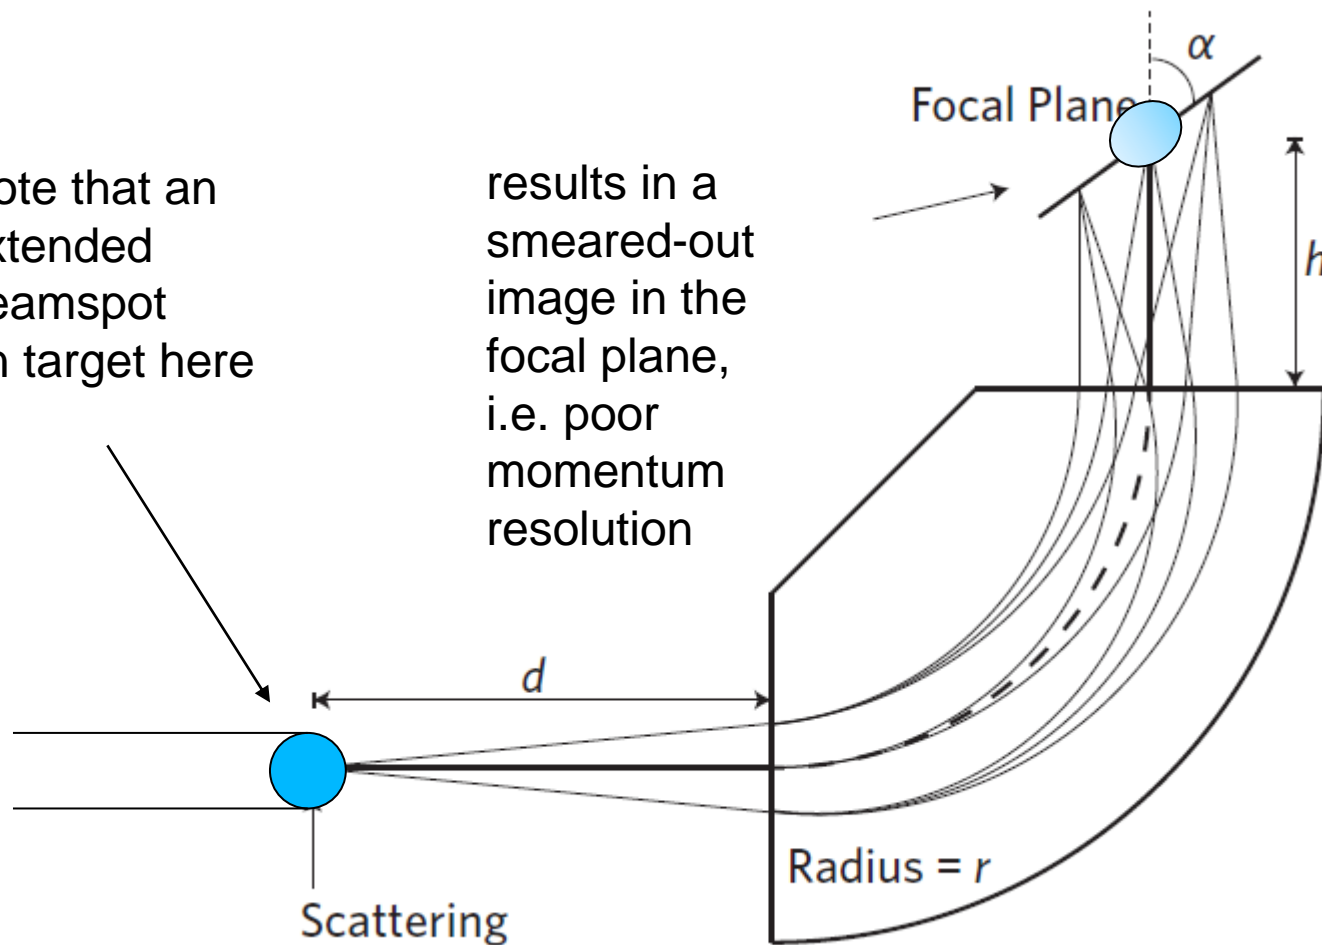 ote that an
xtended
eamspot
n target here
results in a
smeared-out
image in the
focal plane,
i.e. poor
momentum
resolution
Focal Plane
α
h
d
Radius = r
Scattering